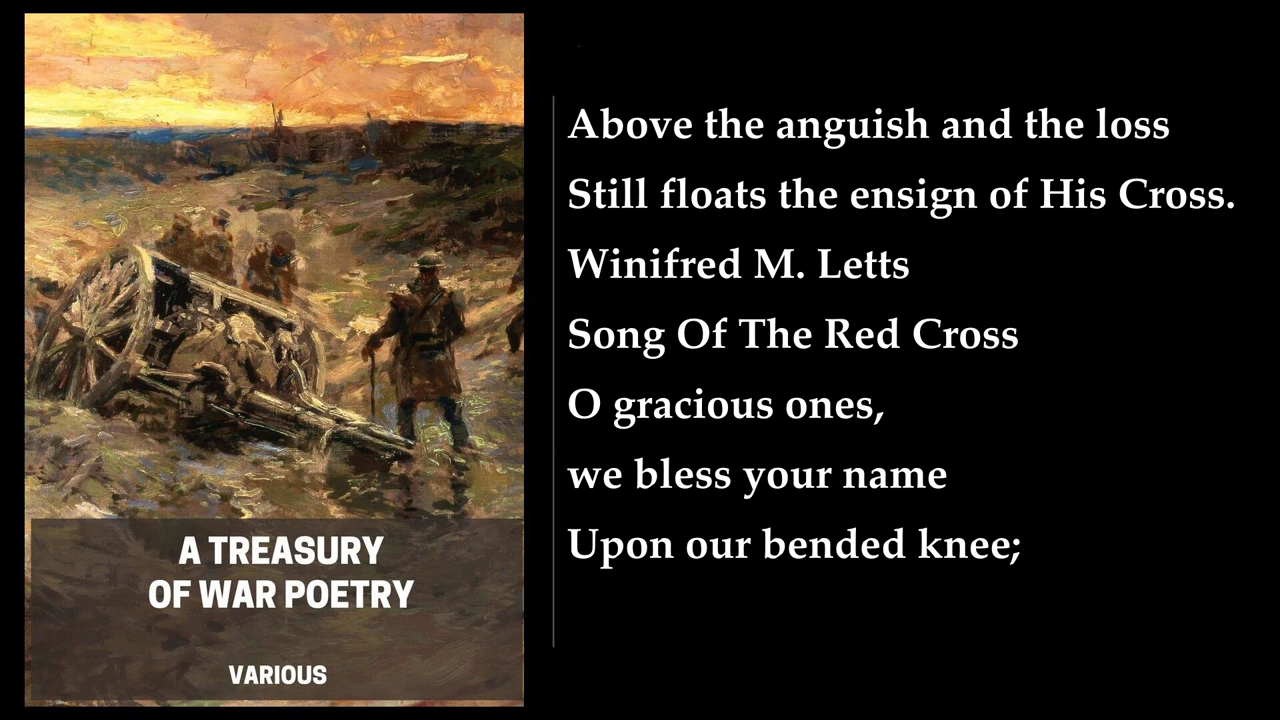 A TREASURY
OF WAR POETRY
VARIOUS
Above the anguish and the loss
Still floats the ensign of His Cross.
Winifred M. Letts
Song Of The Red Cross
O gracious ones,
we bless your name
Upon our bended knee;